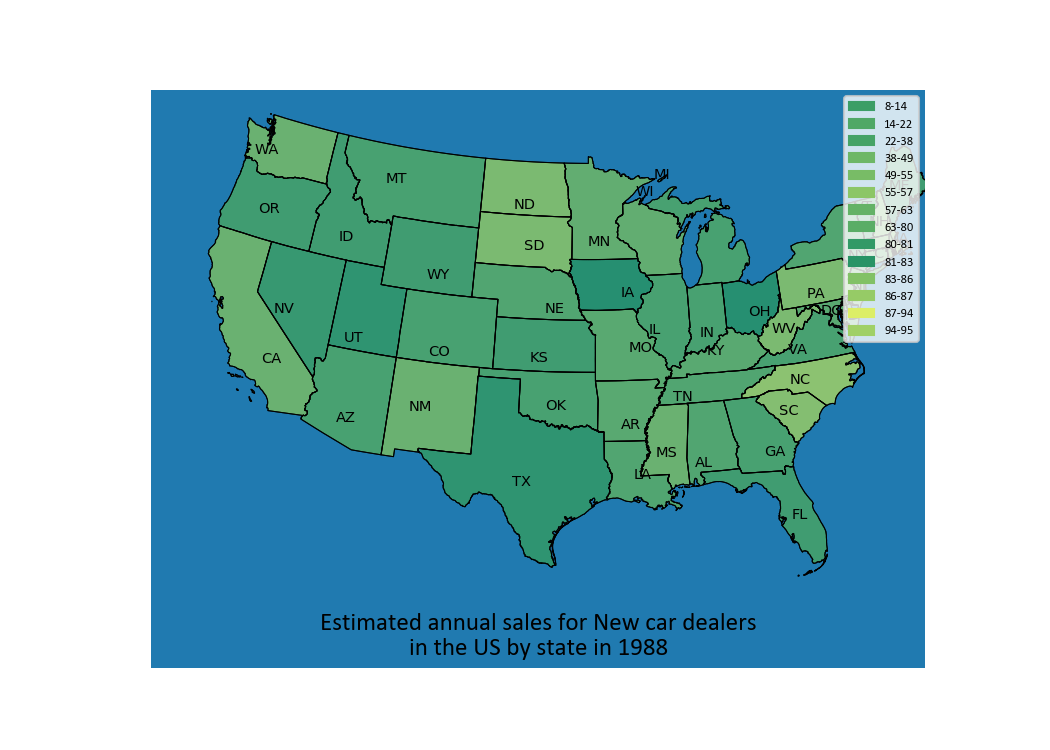 8-14
14-22
22-38
38-49
49-55
55-57
57-63
63-80
80-81
81-83
83-86
86-87
87-94
94-95
WA
MT
ND
MI
WI
OR
ID
SD
MN
WY
NE
IA
PA
OH
DC
NV
UT
CO
KS
MO
IL
IN
WV
KY
VA
CA
AZ
NM
OK
AR
TN
NC
SC
TX
LA
MS
AL
GA
FL
Estimated annual sales for New car dealers
in the US by state in 1988